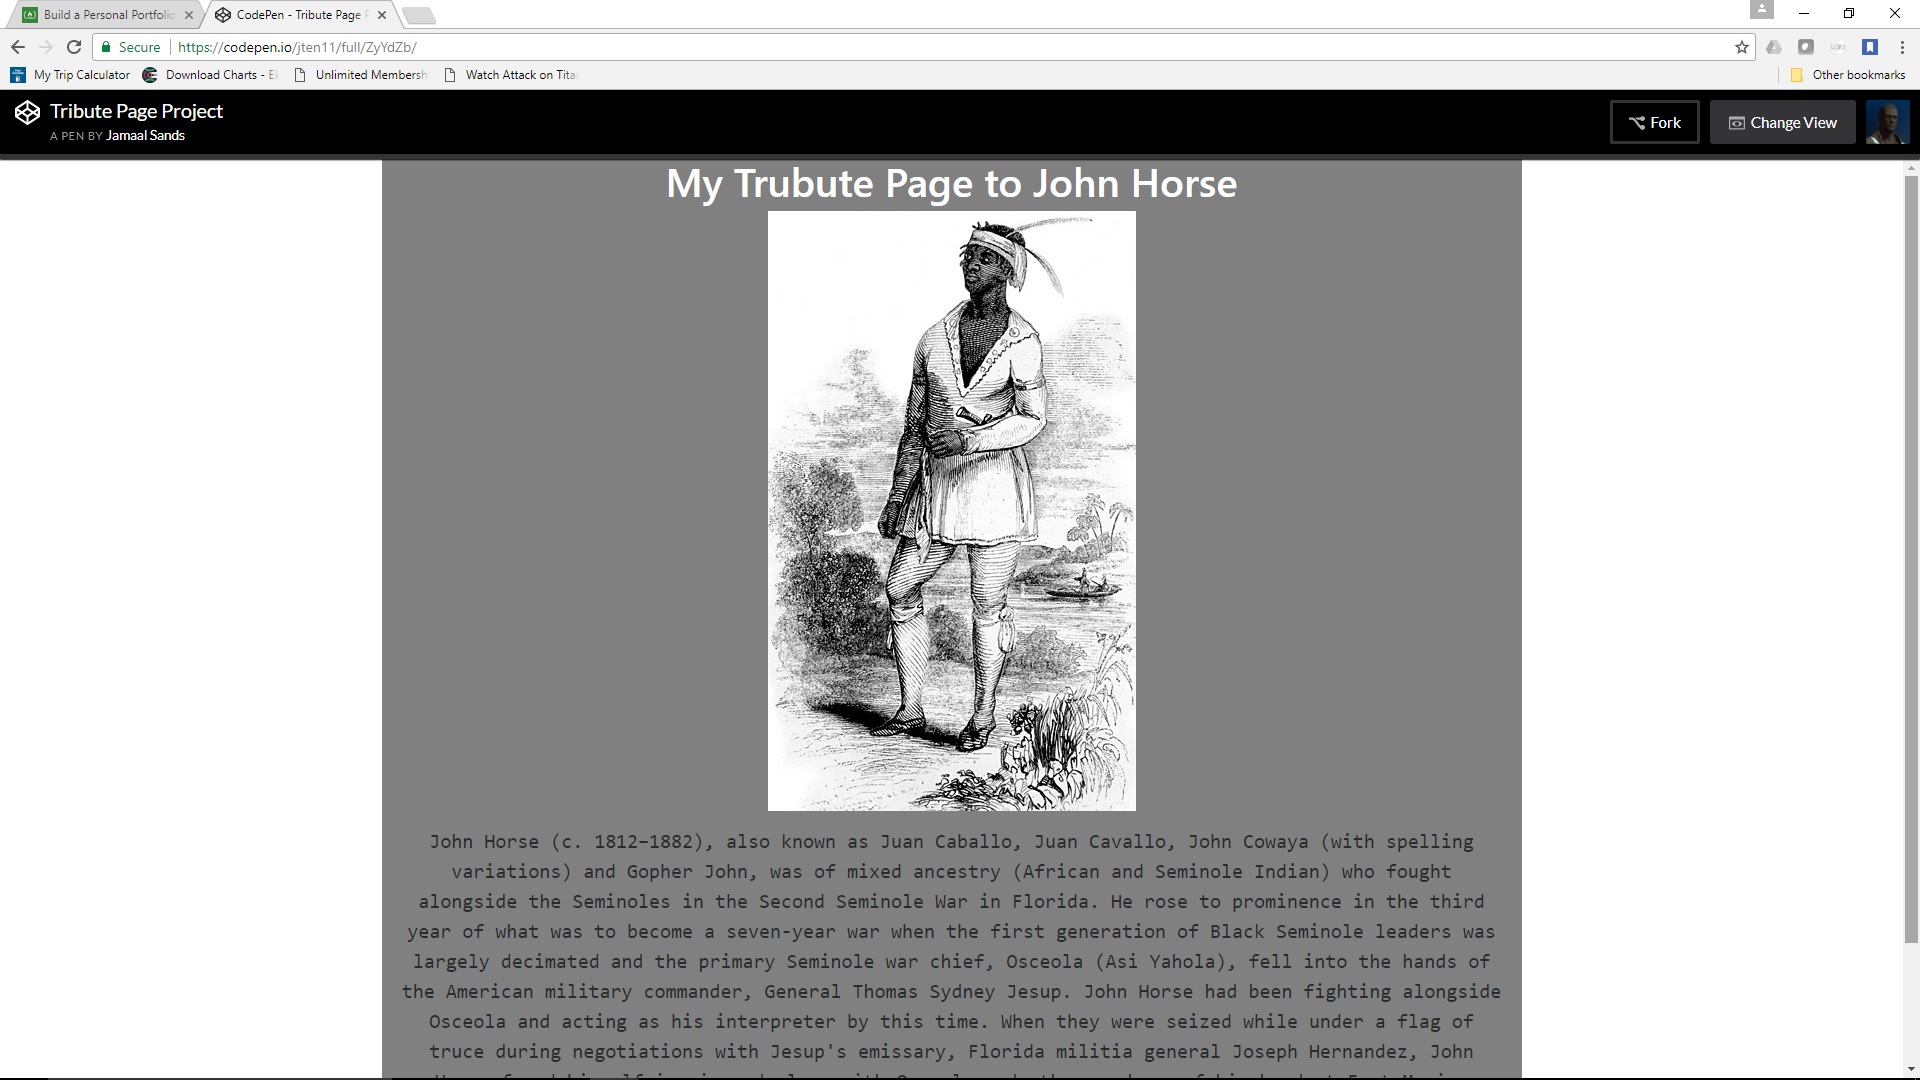 Build a Personal Portfolio
CodePen - Tribute Page
Secure https://codepen.io/jten11/full/ZyYdZb/
My Trip Calculator Download Charts - Unlimited Membersh Watch Attack on Tita Other bookmarks
Tribute Page Project
A PEN BY Jamaal Sands
Fork Change View
My Trubute Page to John Horse
John Horse (c. 1812–1882), also known as Juan Caballo, Juan Cavallo, John Cowaya (with spelling
variations) and Gopher John, was of mixed ancestry (African and Seminole Indian) who fought
alongside the Seminoles in the Second Seminole War in Florida. He rose to prominence in the third
year of what was to become a seven-year war when the first generation of Black Seminole leaders was
largely decimated and the primary Seminole war chief, Osceola (Asi Yahola), fell into the hands of
the American military commander, General Thomas Sydney Jesup. John Horse had been fighting alongside
Osceola and acting as his interpreter by this time. When they were seized while under a flag of
truce during negotiations with Jesup's emissary, Florida militia general Joseph Hernandez, John